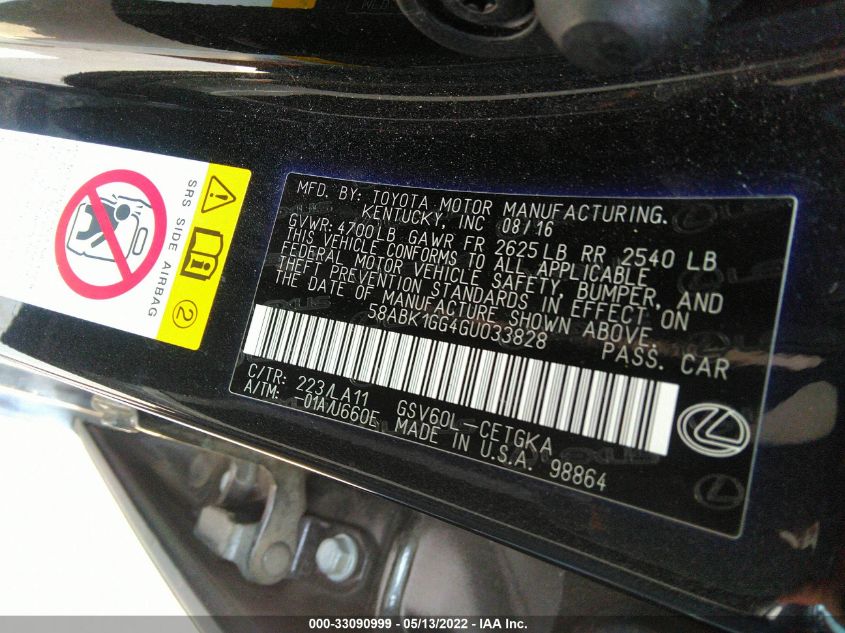 SRS SIDE AIRBAG
2
MFD. BY: TOYOTA MOTOR MANUFACTURING.
KENTUCKY, INC 08/16
GVWR: 4700LB GAWR FR 2625LB RR 2540 LB
THIS VEHICLE CONFORMS TO ALL APPLICABLE
FEDERAL MOTOR VEHICLE SAFETY, BUMPER, AND
THEFT PREVENTION STANDARDS IN EFFECT ON
THE DATE OF MANUFACTURE SHOWN ABOVE.
58ABK1GG4GU033828 PASS. CAR
C/TR: 223/LA11 GSV60L-CETGKA
A/TM: -01A/U660E MADE IN U.S.A. 98864
000-33090999 — 05/13/2022 — IAA Inc.